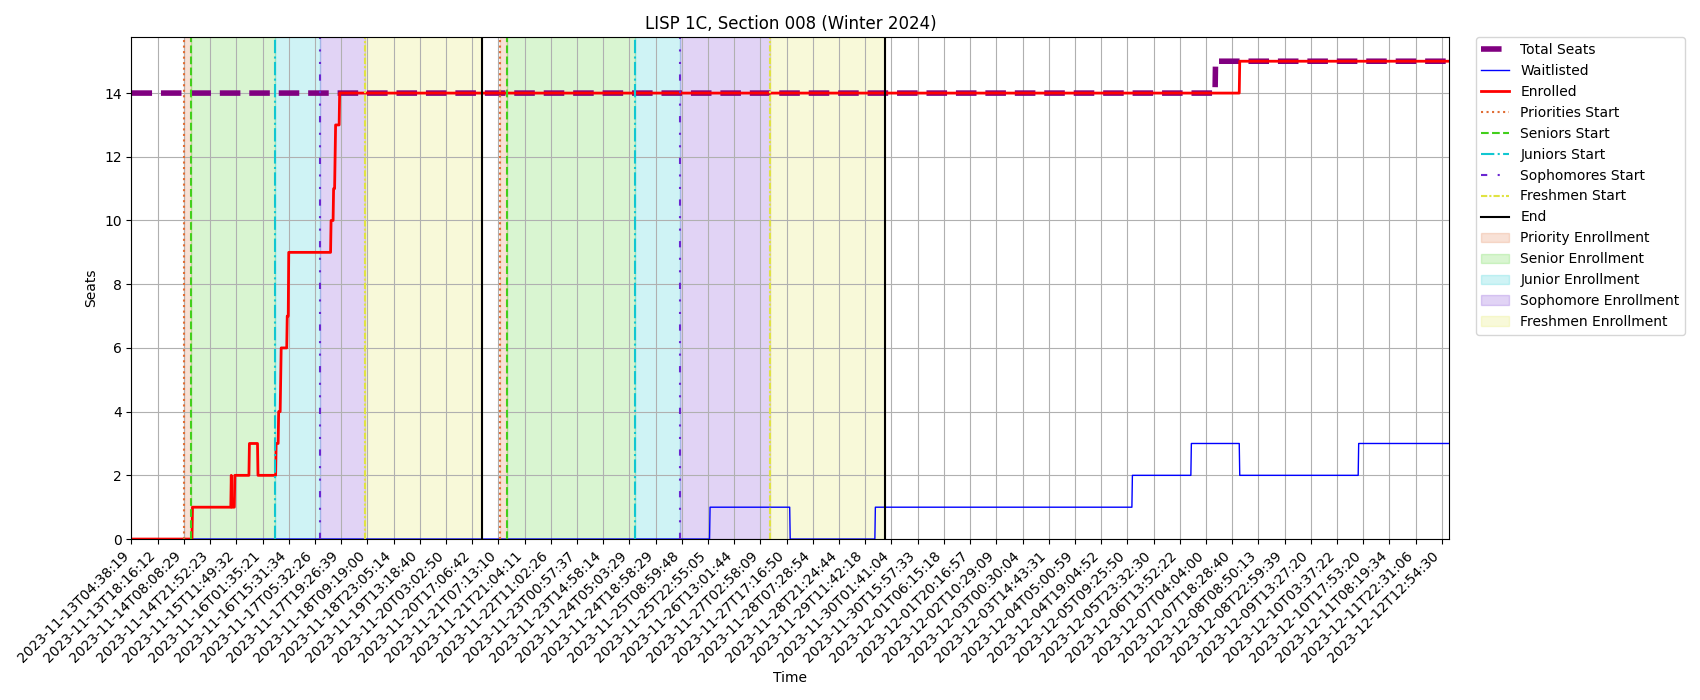 LISP 1C, Section 008 (Winter 2024)
Total Seats
Waitlisted
Enrolled
Priorities Start
Seniors Start
Juniors Start
Sophomores Start
Freshmen Start
End
Priority Enrollment
Senior Enrollment
Junior Enrollment
Sophomore Enrollment
Freshmen Enrollment
Seats
14
12
10
8
6
4
2
0
2023-11-13T04:38:19
2023-11-13T18:16:12
2023-11-14T08:08:29
2023-11-14T21:52:23
2023-11-15T11:49:32
2023-11-16T01:35:21
2023-11-16T15:31:34
2023-11-17T05:32:26
2023-11-17T19:26:39
2023-11-18T09:19:00
2023-11-18T23:05:14
2023-11-19T13:18:40
2023-11-20T03:02:50
2023-11-20T17:06:42
2023-11-21T07:13:10
2023-11-21T21:04:11
2023-11-22T11:02:26
2023-11-23T00:57:37
2023-11-23T14:58:14
2023-11-24T05:03:29
2023-11-24T18:58:29
2023-11-25T08:59:48
2023-11-25T22:55:05
2023-11-26T13:01:44
2023-11-27T02:58:09
2023-11-27T17:16:50
2023-11-28T07:28:54
2023-11-28T21:24:44
2023-11-29T11:42:18
2023-11-30T01:41:04
2023-11-30T15:57:33
2023-12-01T06:15:18
2023-12-01T20:16:57
2023-12-02T10:29:09
2023-12-03T00:30:04
2023-12-03T14:43:31
2023-12-04T05:00:59
2023-12-04T19:04:52
2023-12-05T09:25:50
2023-12-05T23:32:30
2023-12-06T13:52:22
2023-12-07T04:04:00
2023-12-07T18:28:40
2023-12-08T08:50:13
2023-12-08T22:59:39
2023-12-09T13:27:20
2023-12-10T03:37:22
2023-12-10T17:53:20
2023-12-11T08:19:34
2023-12-11T22:31:06
2023-12-12T12:54:30
Time